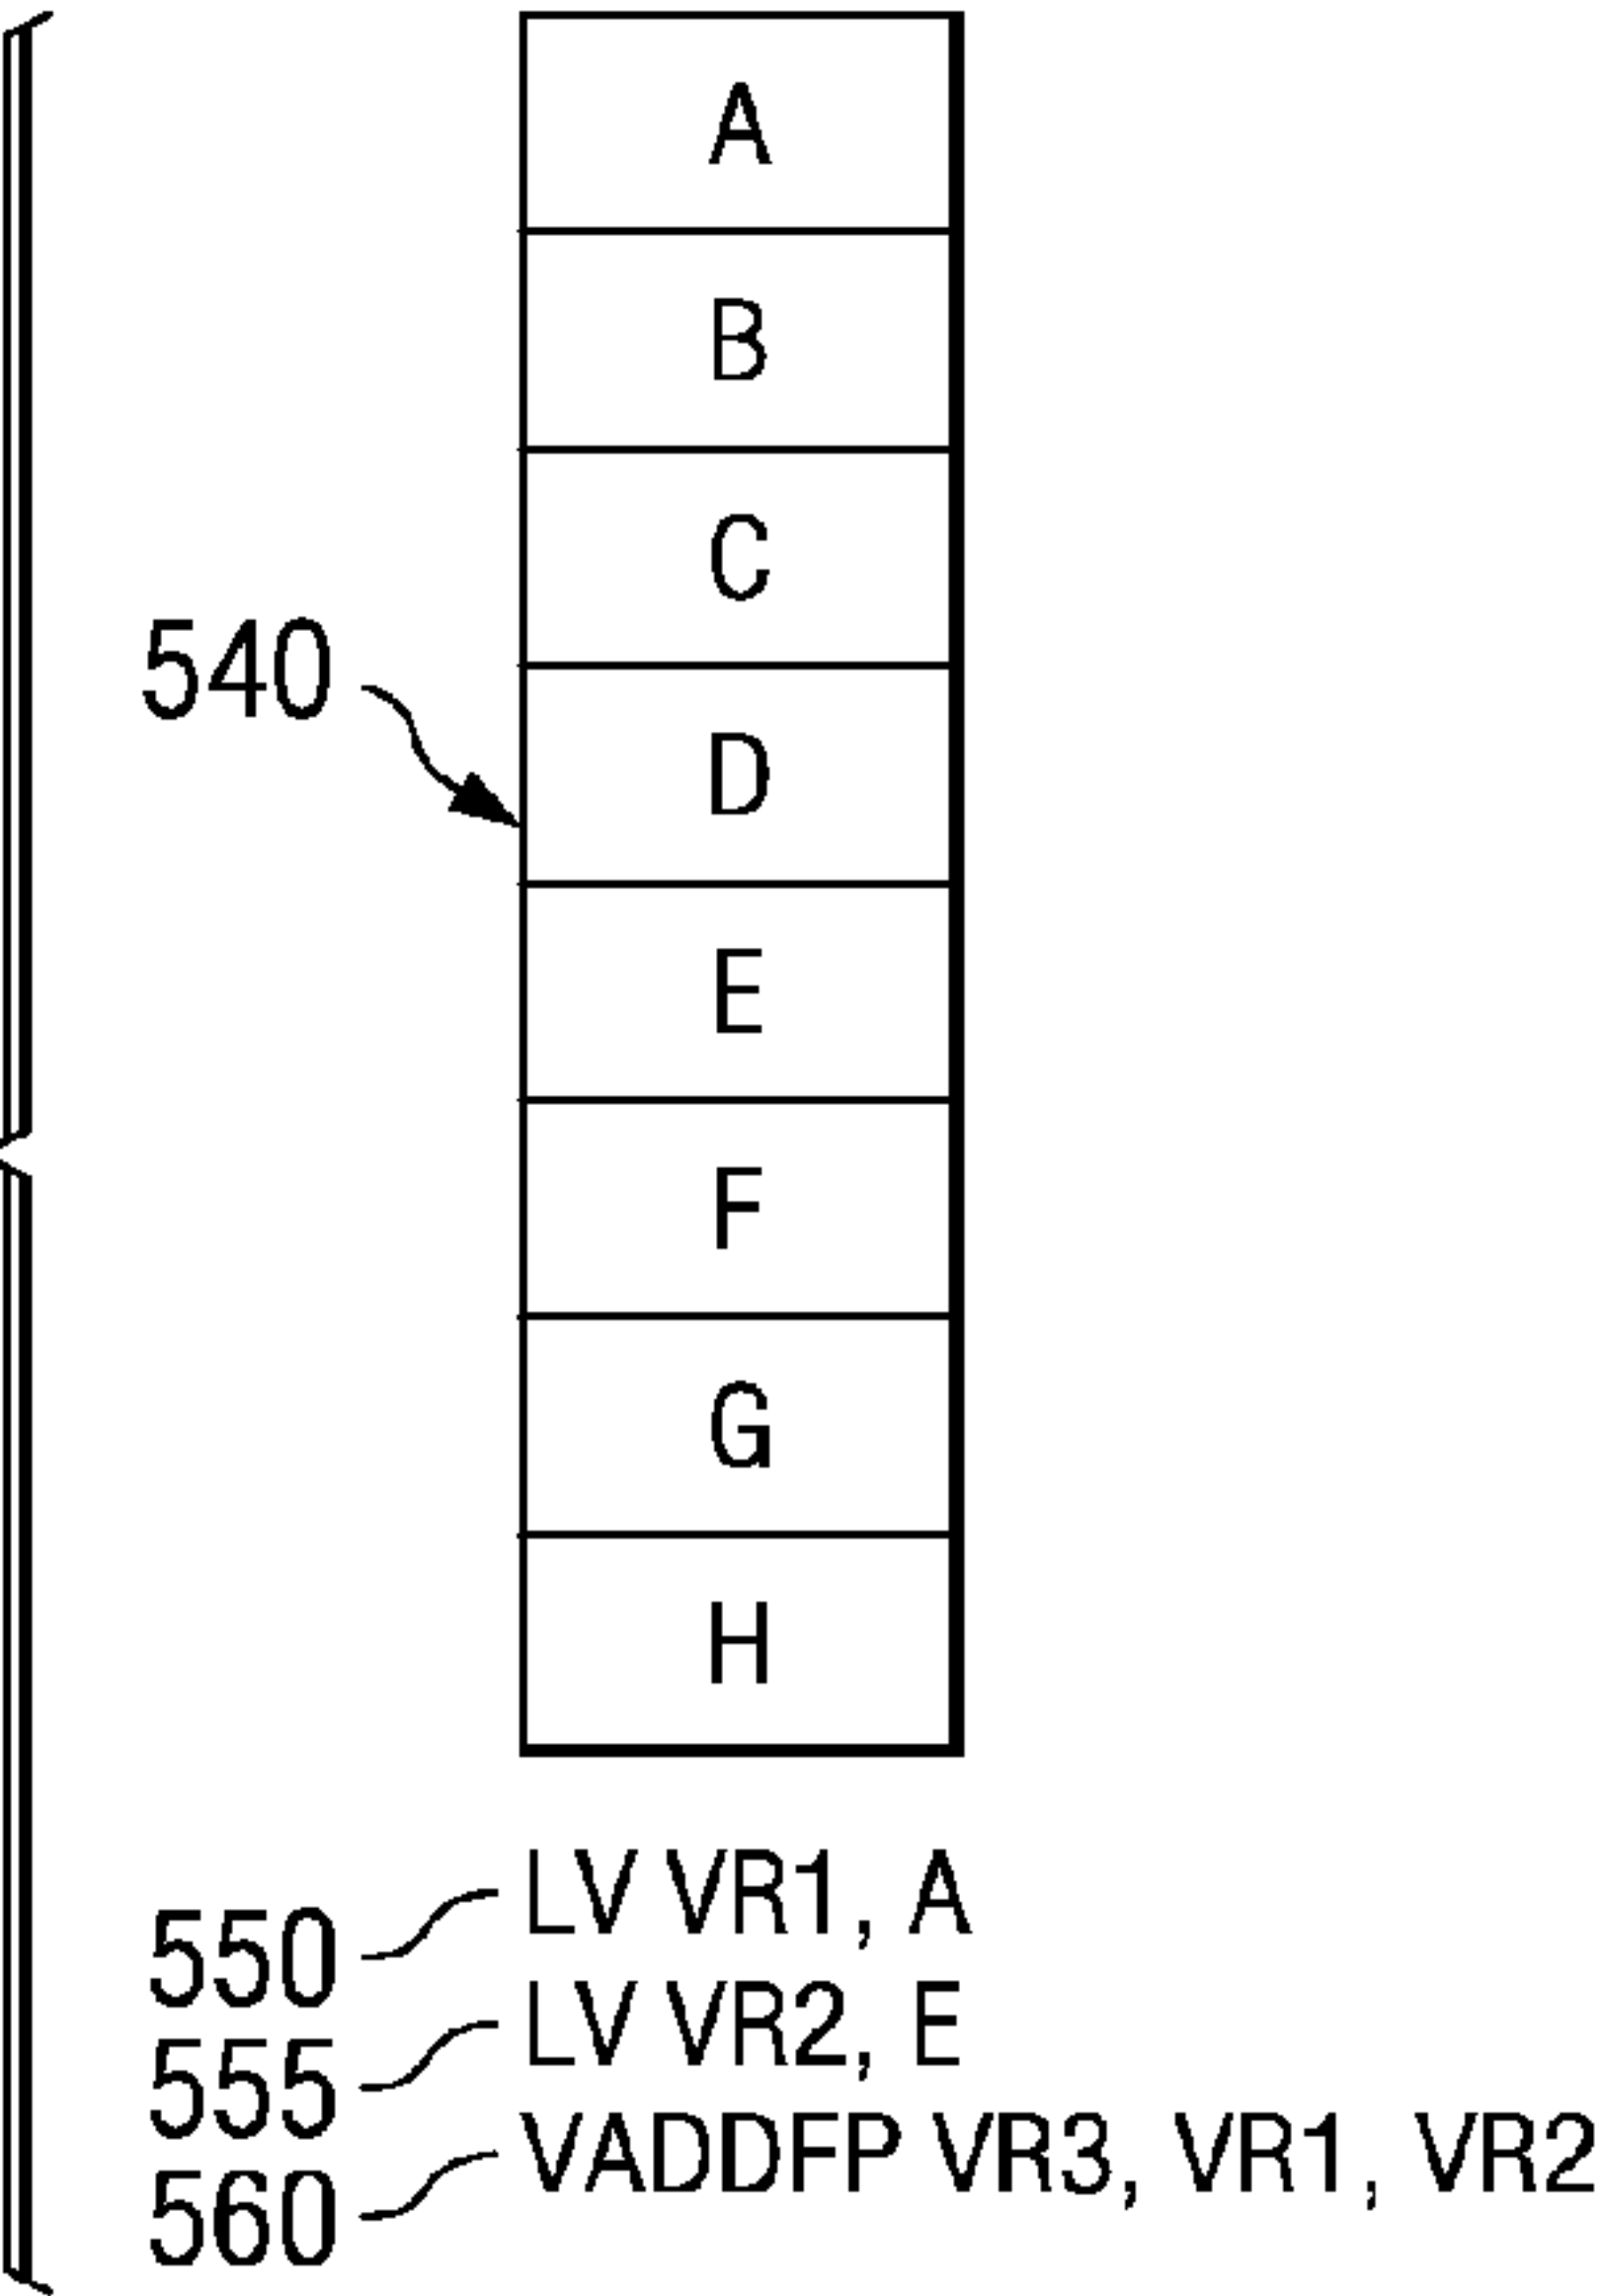 A
B
C
540
D
E
F
G
H
550 LV VR1, A
555 LV VR2, E
560 VADDFP VR3, VR1, VR2